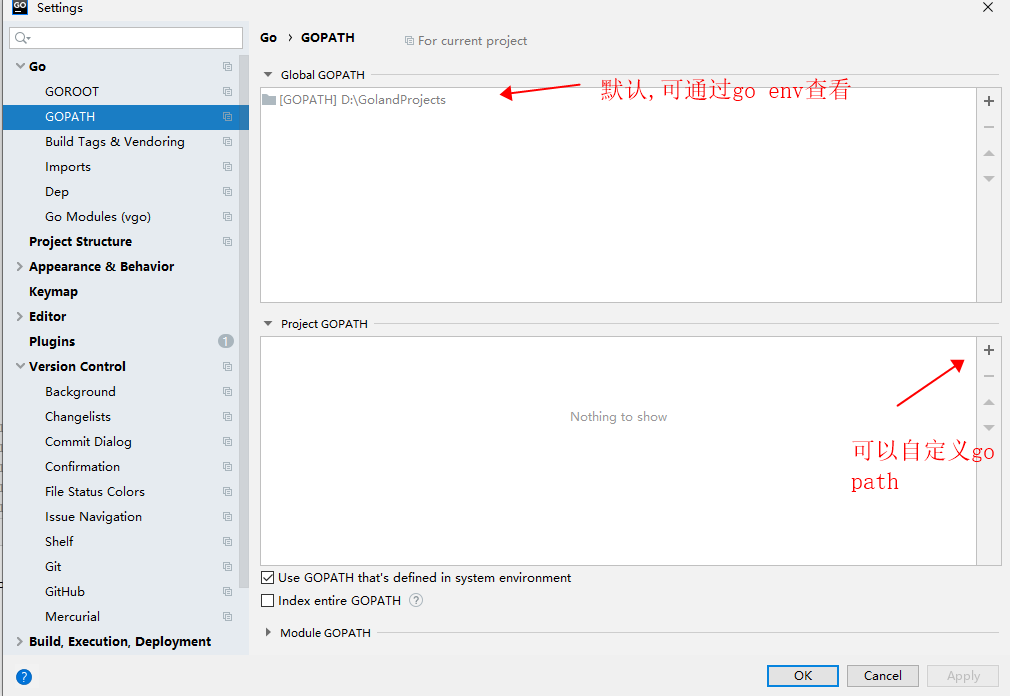 GO Settings
Go
GOROOT
GOPATH
Build Tags & Vendoring
Imports
Dep
Go Modules (vgo)
Project Structure
Appearance & Behavior
Keymap
Editor
Plugins 1
Version Control
Background
Changelists
Commit Dialog
Confirmation
File Status Colors
Issue Navigation
Shelf
Git
GitHub
Mercurial
Build, Execution, Deployment
?
Go › GOPATH For current project
Global GOPATH
[GOPATH] D:\GolandProjects
默认,可通过go env查看
Project GOPATH
Nothing to show
可以自定义go
path
Use GOPATH that's defined in system environment
Index entire GOPATH ?
Module GOPATH
OK Cancel Apply